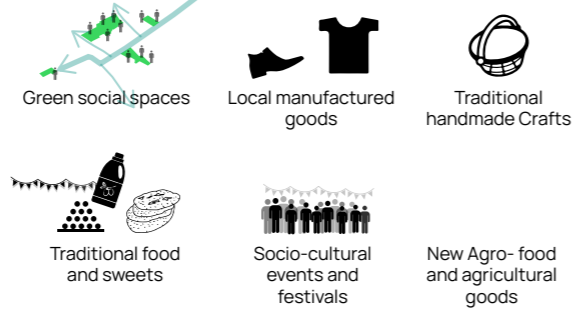 Green social spaces
Local manufactured
goods
Traditional
handmade Crafts
Traditional food
and sweets
Socio-cultural
events and
festivals
New Agro- food
and agricultural
goods